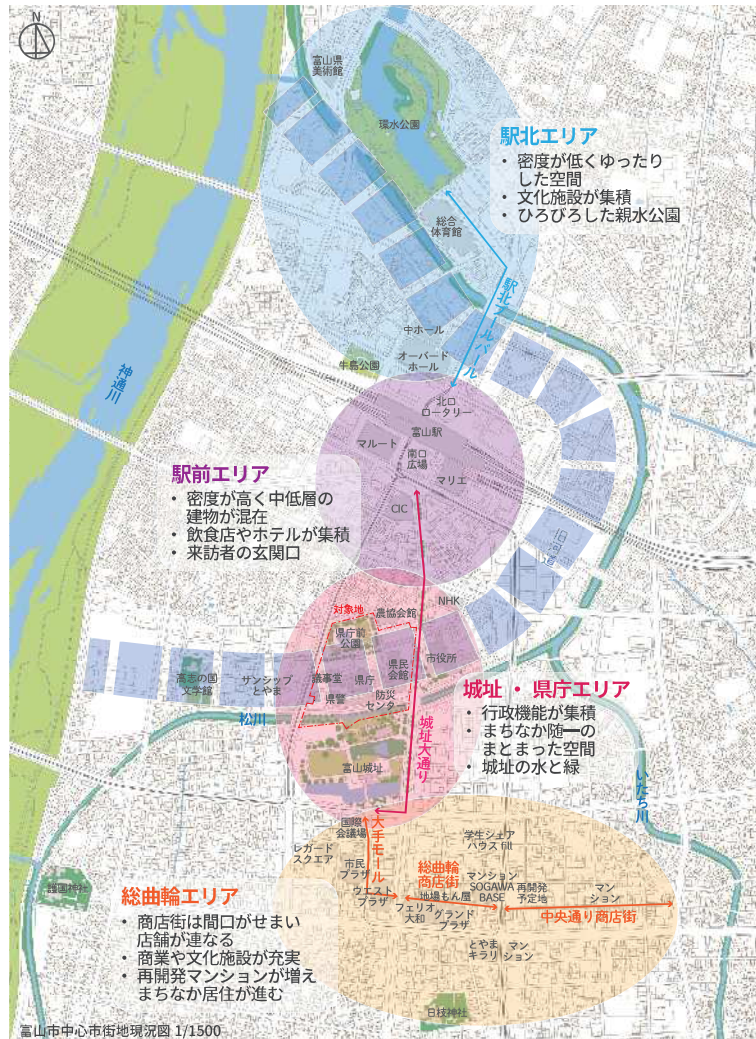 N
富山県
美術館
環水公園
駅北エリア
・ 密度が低くゆったり
した空間
・ 文化施設が集積
・ ひろびろした親水公園
総合
体育館
駅北ブールバール
中ホール
オーバード
ホール
牛島公園
神通川
北口
ロータリー
富山駅
マルート
南口
広場
マリエ
CIC
駅前エリア
・ 密度が高く中低層の
建物が混在
・ 飲食店やホテルが集積
・ 来訪者の玄関口
旧河道
NHK
対象地
農協会館
県庁前
公園
県民
会館
市役所
議事堂
県庁
県警
防災
センター
高志の国
文学館
サンシップ
とやま
松川
城址大通り
城址 ・ 県庁エリア
・ 行政機能が集積
・ まちなか随一の
まとまった空間
・ 城址の水と緑
富山城址
いたち川
国際
会議場
大手モール
レガード
スクエア
市民
プラザ
ウエスト
プラザ
学生シェア
ハウス fill
総曲輪
商店街
地場もん屋
マンション
SOGAWA
BASE
再開発
予定地
マン
ション
中央通り商店街
フェリオ
大和
グランド
プラザ
とやま
キラリ
マン
ション
護國神社
日枝神社
総曲輪エリア
・ 商店街は間口がせまい
店舗が連なる
・ 商業や文化施設が充実
・ 再開発マンションが増え
まちなか居住が進む
富山市中心市街地現況図 1/1500